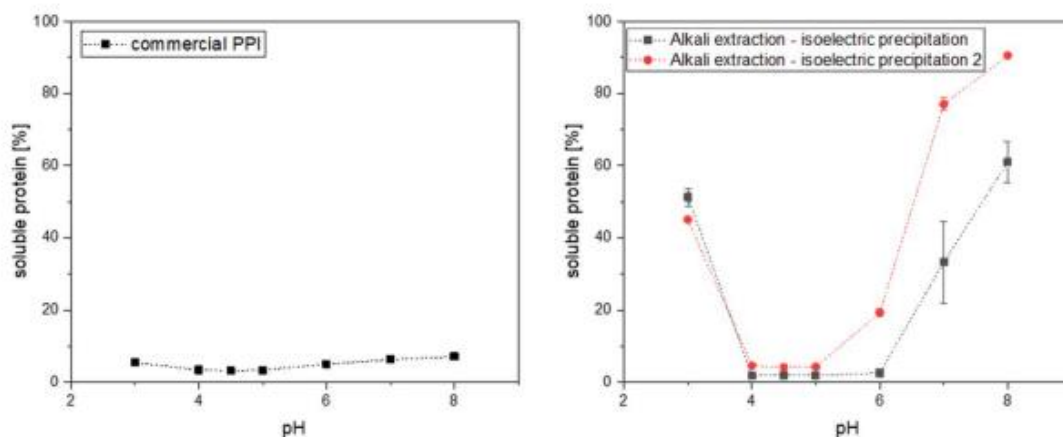 100
80
60
40
20
0
soluble protein [%]
commercial PPI
2
4
6
8
pH
100
80
60
40
20
0
soluble protein [%]
Alkali extraction - isoelectric precipitation
Alkali extraction - isoelectric precipitation 2
2
4
6
8
pH